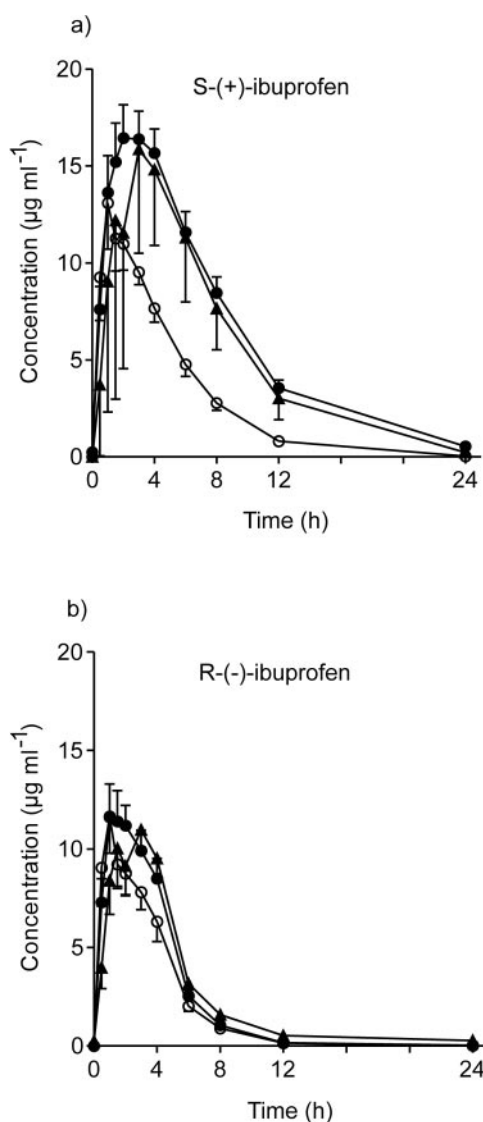 a)
S-(+)-ibuprofen
20
15
10
5
0
Concentration (µg ml⁻¹)
0 4 8 12 24
Time (h)
b)
R-(-)-ibuprofen
20
15
10
5
0
Concentration (µg ml⁻¹)
0 4 8 12 24
Time (h)